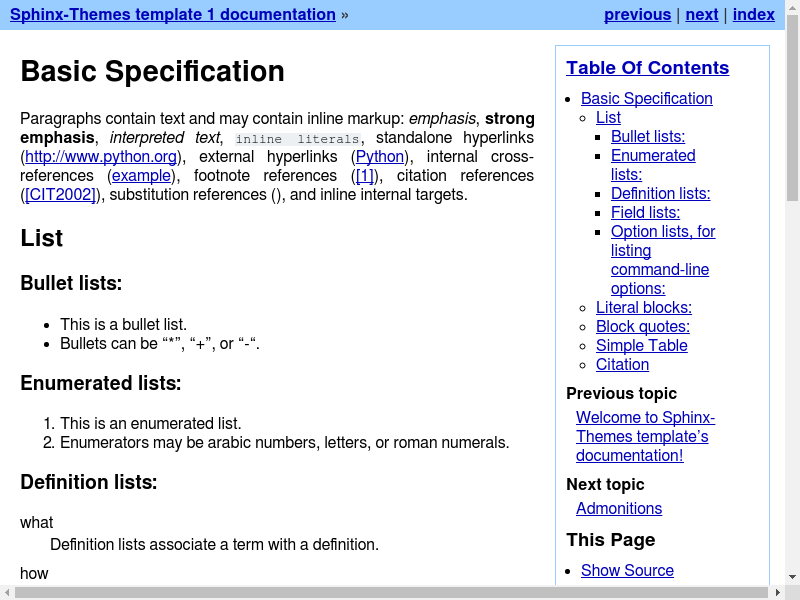 Sphinx-Themes template 1 documentation »
previous | next | index
Basic Specification
Paragraphs contain text and may contain inline markup: emphasis, strong
emphasis, interpreted text, inline literals, standalone hyperlinks
(http://www.python.org), external hyperlinks (Python), internal cross-
references (example), footnote references ([1]), citation references
([CIT2002]), substitution references (), and inline internal targets.
List
Bullet lists:
• This is a bullet list.
• Bullets can be “*”, “+”, or “-“.
Enumerated lists:
1. This is an enumerated list.
2. Enumerators may be arabic numbers, letters, or roman numerals.
Definition lists:
what
Definition lists associate a term with a definition.
how
Table Of Contents
Basic Specification
List
Bullet lists:
Enumerated
lists:
Definition lists:
Field lists:
Option lists, for
listing
command-line
options:
Literal blocks:
Block quotes:
Simple Table
Citation
Previous topic
Welcome to Sphinx-
Themes template’s
documentation!
Next topic
Admonitions
This Page
Show Source